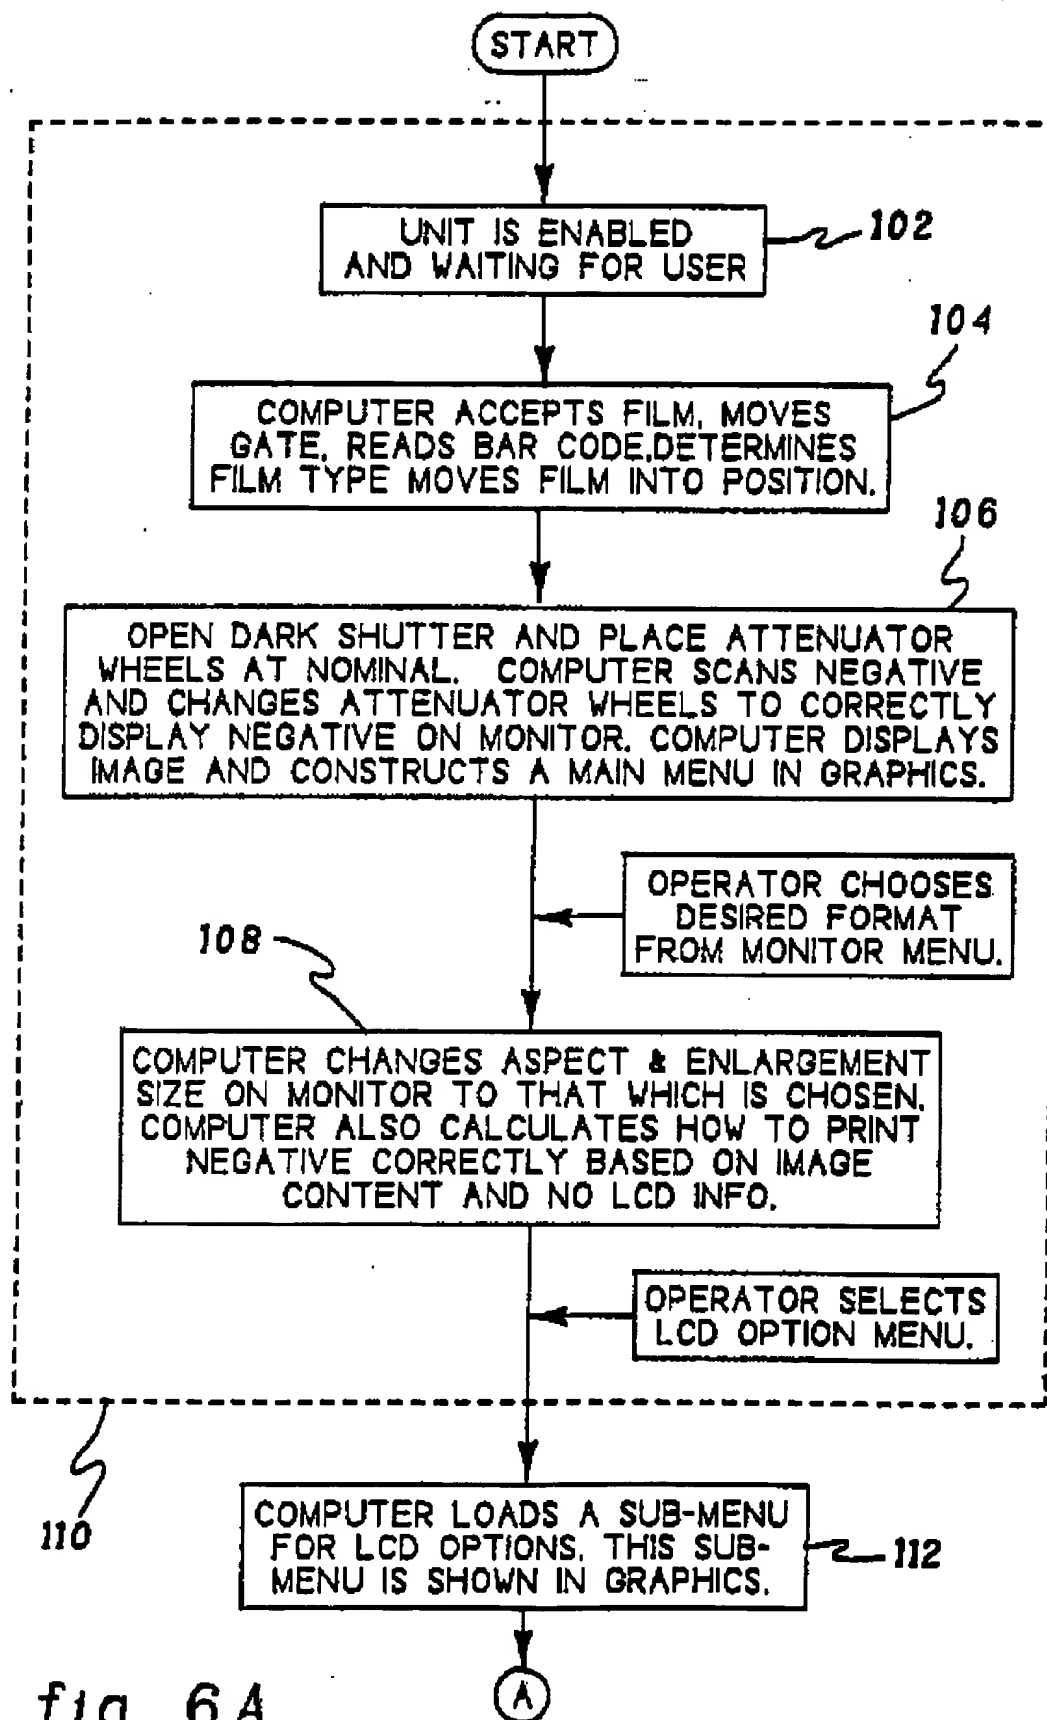 START
UNIT IS ENABLED
AND WAITING FOR USER
102
104
COMPUTER ACCEPTS FILM, MOVES
GATE, READS BAR CODE,DETERMINES
FILM TYPE MOVES FILM INTO POSITION.
106
OPEN DARK SHUTTER AND PLACE ATTENUATOR
WHEELS AT NOMINAL. COMPUTER SCANS NEGATIVE
AND CHANGES ATTENUATOR WHEELS TO CORRECTLY
DISPLAY NEGATIVE ON MONITOR. COMPUTER DISPLAYS
IMAGE AND CONSTRUCTS A MAIN MENU IN GRAPHICS.
OPERATOR CHOOSES
DESIRED FORMAT
FROM MONITOR MENU.
108
COMPUTER CHANGES ASPECT & ENLARGEMENT
SIZE ON MONITOR TO THAT WHICH IS CHOSEN.
COMPUTER ALSO CALCULATES HOW TO PRINT
NEGATIVE CORRECTLY BASED ON IMAGE
CONTENT AND NO LCD INFO.
OPERATOR SELECTS
LCD OPTION MENU.
110
COMPUTER LOADS A SUB-MENU
FOR LCD OPTIONS. THIS SUB-
MENU IS SHOWN IN GRAPHICS.
112
A
fig. 6A